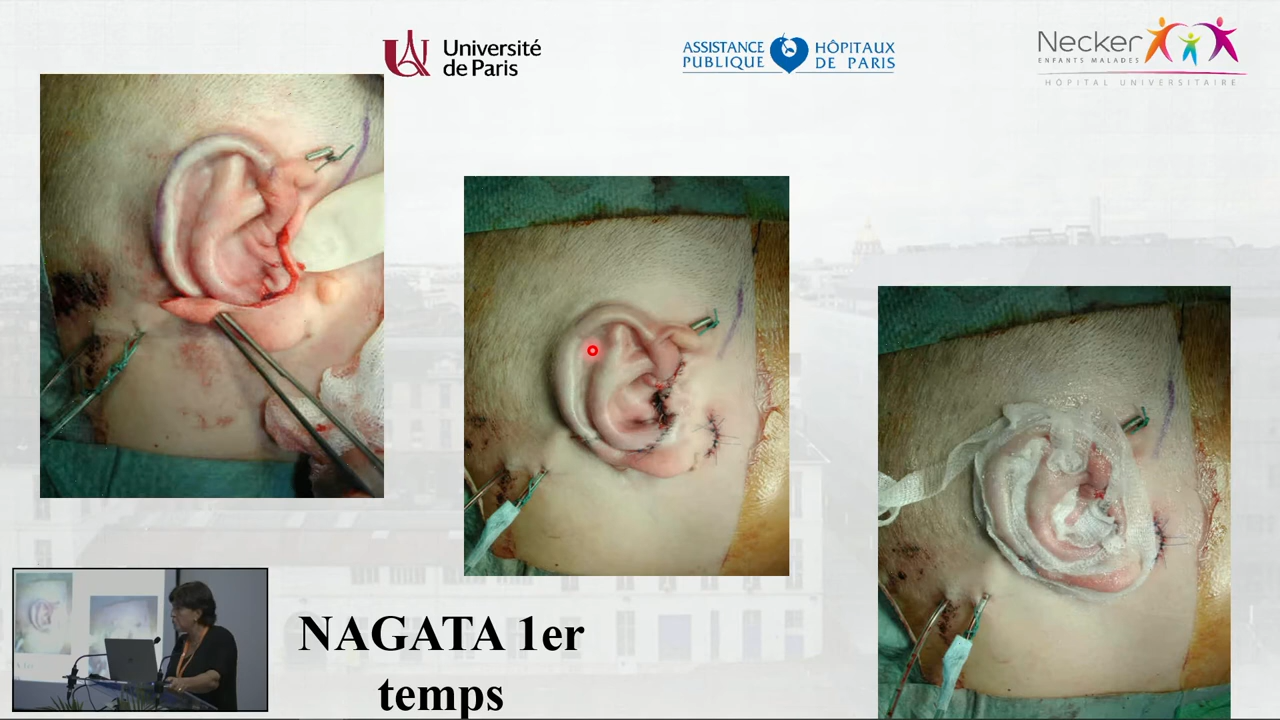 Université
de Paris
ASSISTANCE HÔPITAUX
PUBLIQUE DE PARIS
Necker
ENFANTS MALADES
HÔPITAL UNIVERSITAIRE
NAGATA 1er
temps